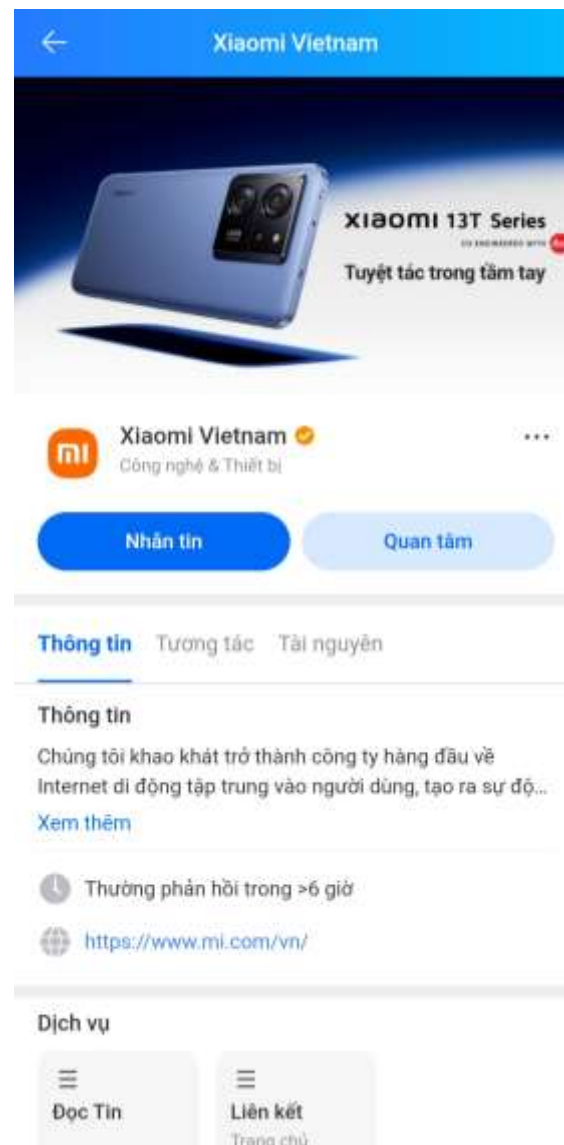 Xiaomi Vietnam
XIAOMI 13T Series
CO-ENGINEERED WITH
Tuyệt tác trong tầm tay
Xiaomi Vietnam
Công nghệ & Thiết bị
Nhắn tin
Quan tâm
Thông tin Tương tác Tài nguyên
Thông tin
Chúng tôi khao khát trở thành công ty hàng đầu về
Internet di động tập trung vào người dùng, tạo ra sự độ...
Xem thêm
Thường phản hồi trong >6 giờ
https://www.mi.com/vn/
Dịch vụ
Đọc Tin
Liên kết
Trang chủ